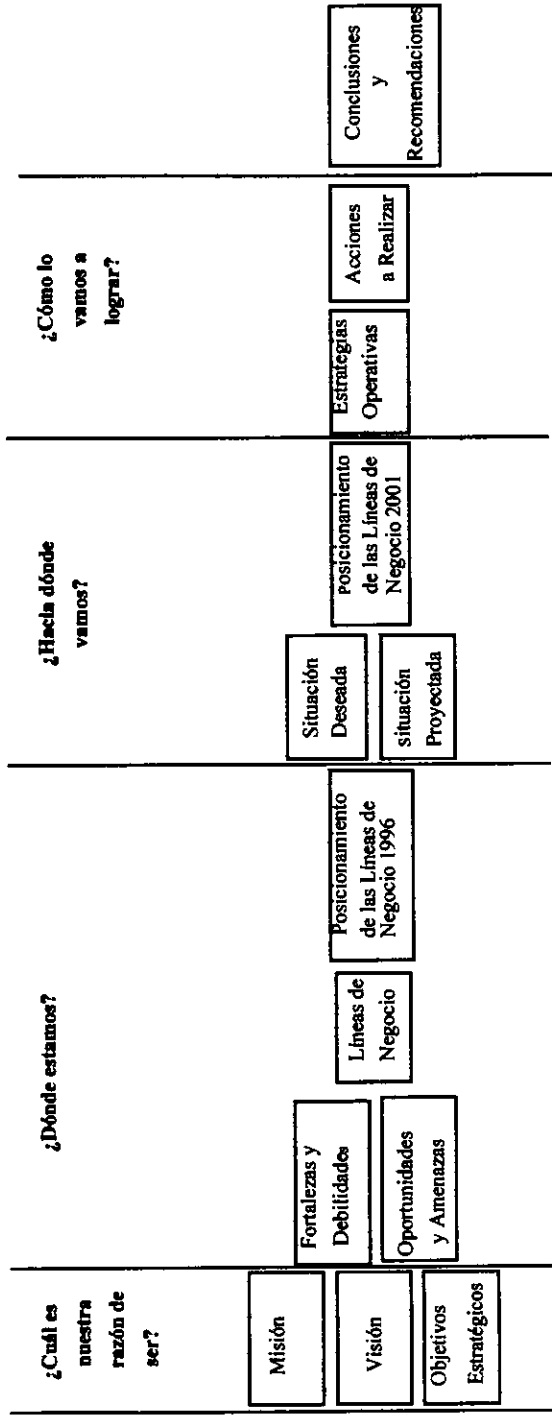 ¿Cuál es
nuestra
razón de
ser?
Misión
Visión
Objetivos
Estratégicos
¿Dónde estamos?
Fortalezas y
Debilidades
Oportunidades
y Amenazas
Líneas de
Negocio
Posicionamiento
de las Líneas de
Negocio 1996
¿Hacia dónde
vamos?
Situación
Deseada
situación
Proyectada
Posicionamiento
de las Líneas de
Negocio 2001
¿Cómo lo
vamos a
lograr?
Estrategias
Operativas
Acciones
a Realizar
Conclusiones
y
Recomendaciones